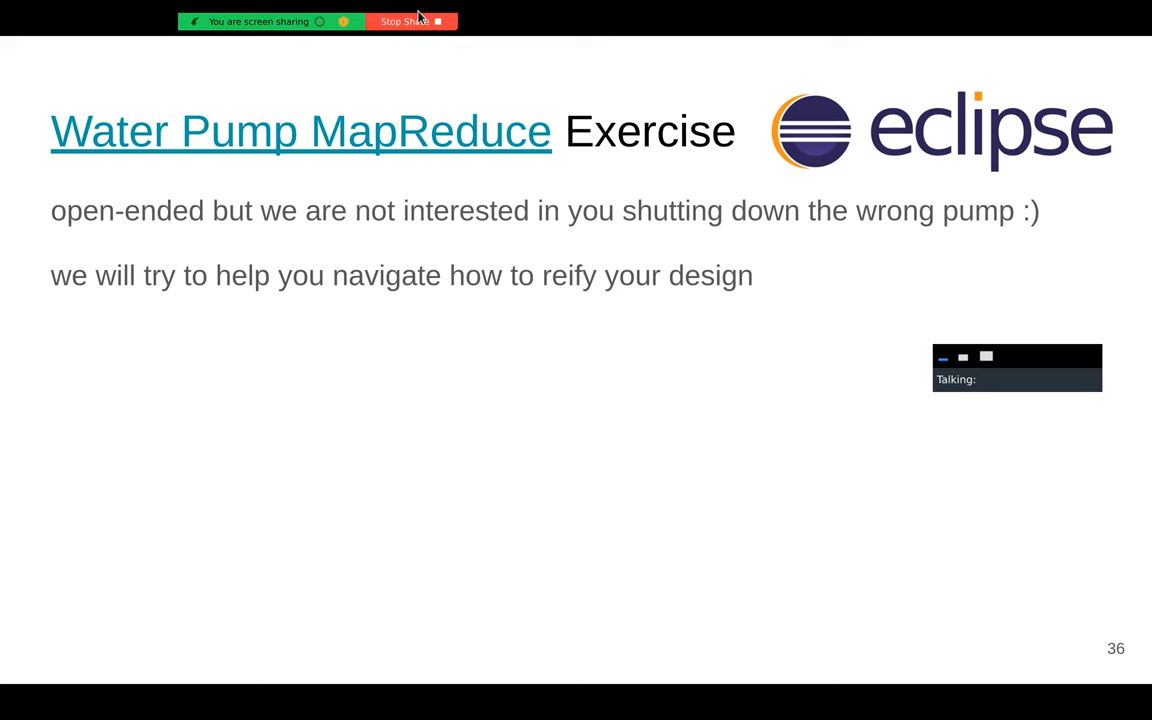 You are screen sharing
Stop Share
Water Pump MapReduce Exercise
eclipse
open-ended but we are not interested in you shutting down the wrong pump :)
we will try to help you navigate how to reify your design
Talking:
36